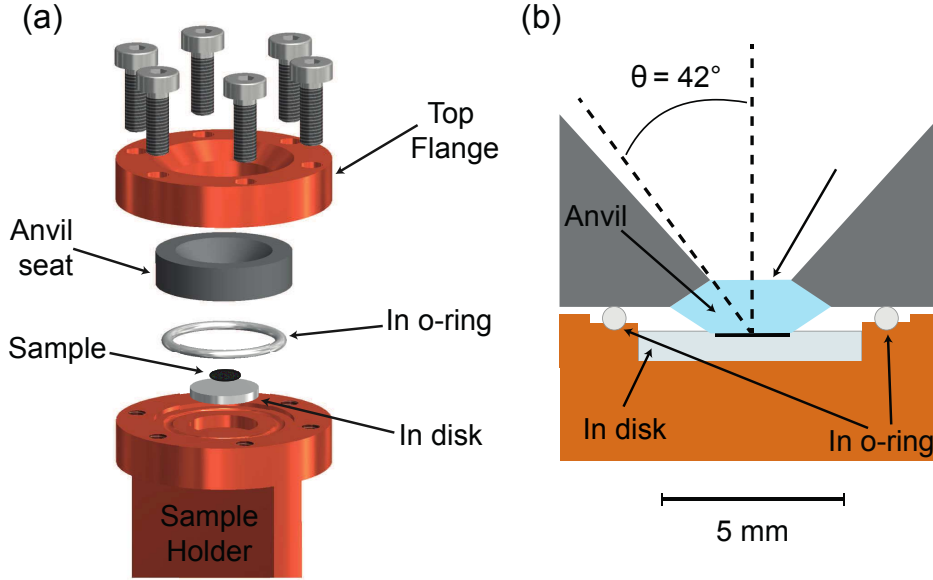 (a)
Top
Flange
Anvil
seat
In o-ring
Sample
In disk
Sample
Holder
(b)
θ = 42°
Anvil
In disk
In o-ring
5 mm